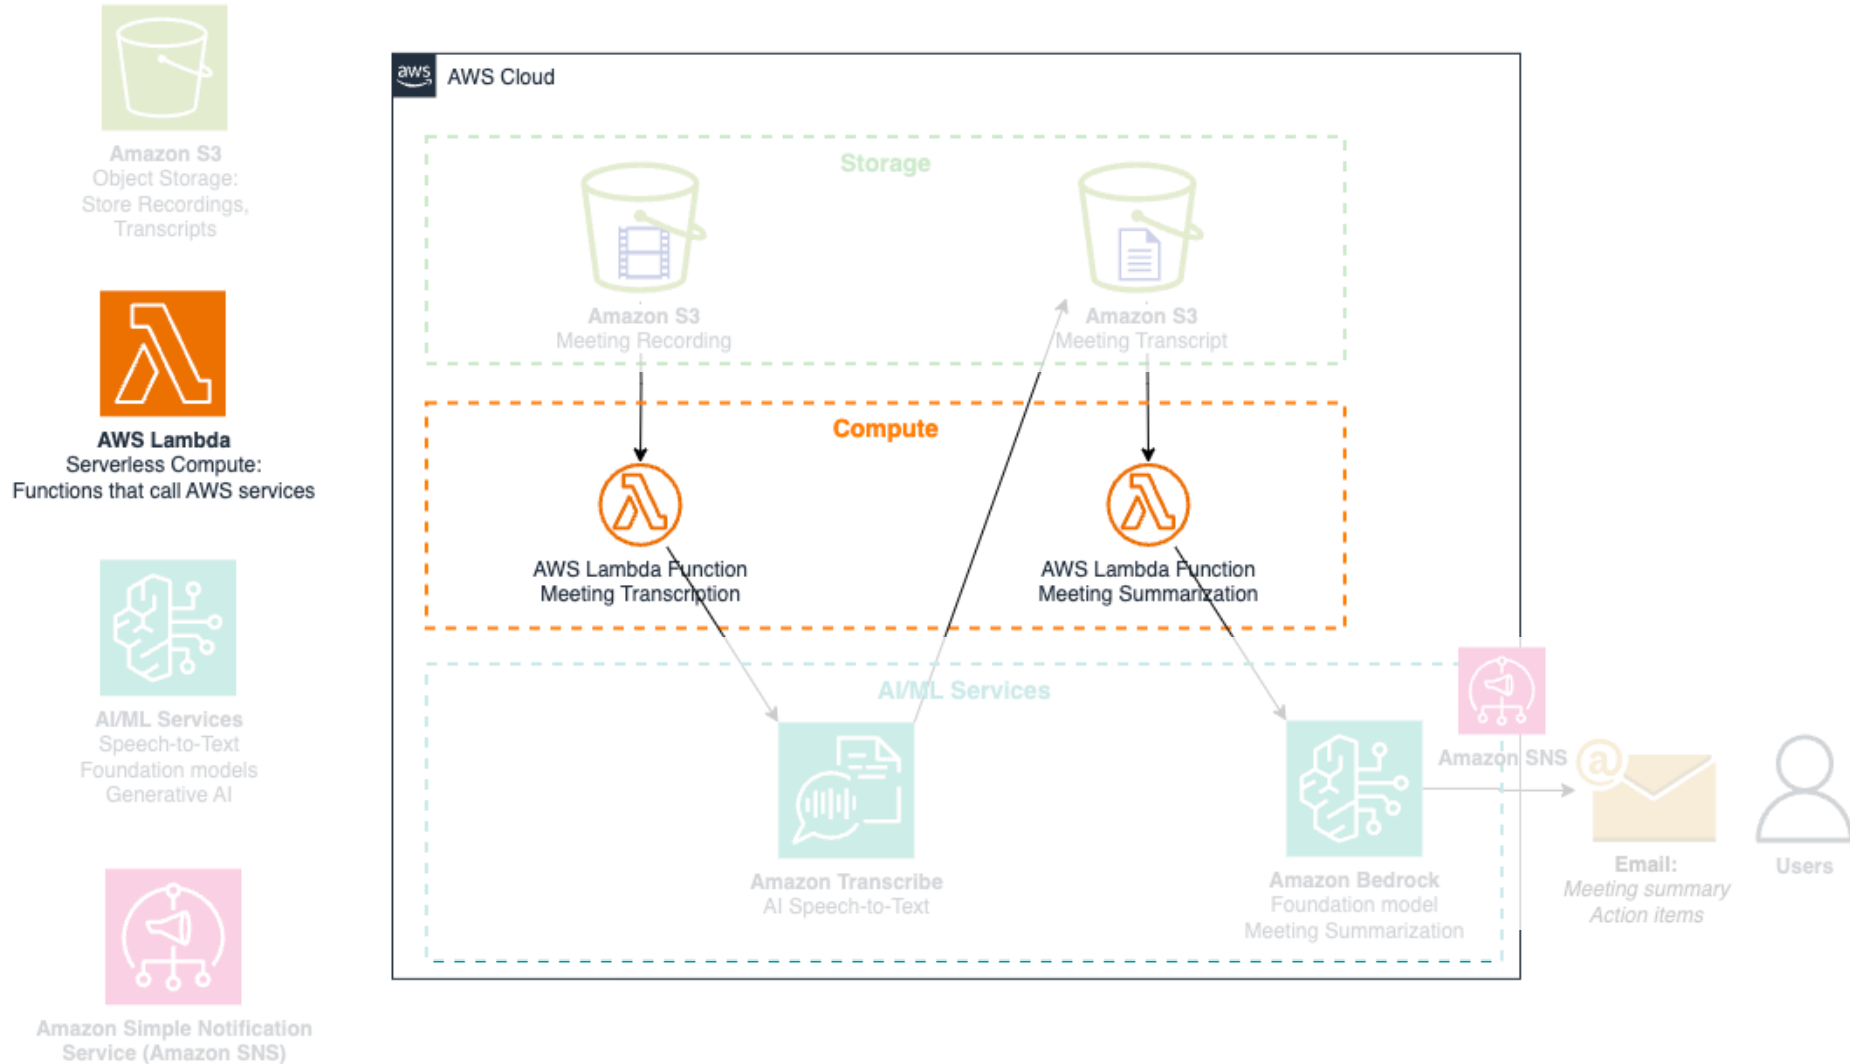 Amazon S3
Object Storage:
Store Recordings,
Transcripts
AWS Lambda
Serverless Compute:
Functions that call AWS services
AI/ML Services
Speech-to-Text
Foundation models
Generative AI
Amazon Simple Notification
Service (Amazon SNS)
aws
AWS Cloud
Storage
Amazon S3
Meeting Recording
Amazon S3
Meeting Transcript
Compute
AWS Lambda Function
Meeting Transcription
AWS Lambda Function
Meeting Summarization
AI/ML Services
Amazon Transcribe
AI Speech-to-Text
Amazon Bedrock
Foundation model
Meeting Summarization
Amazon SNS
@
Email:
Meeting summary
Action items
Users